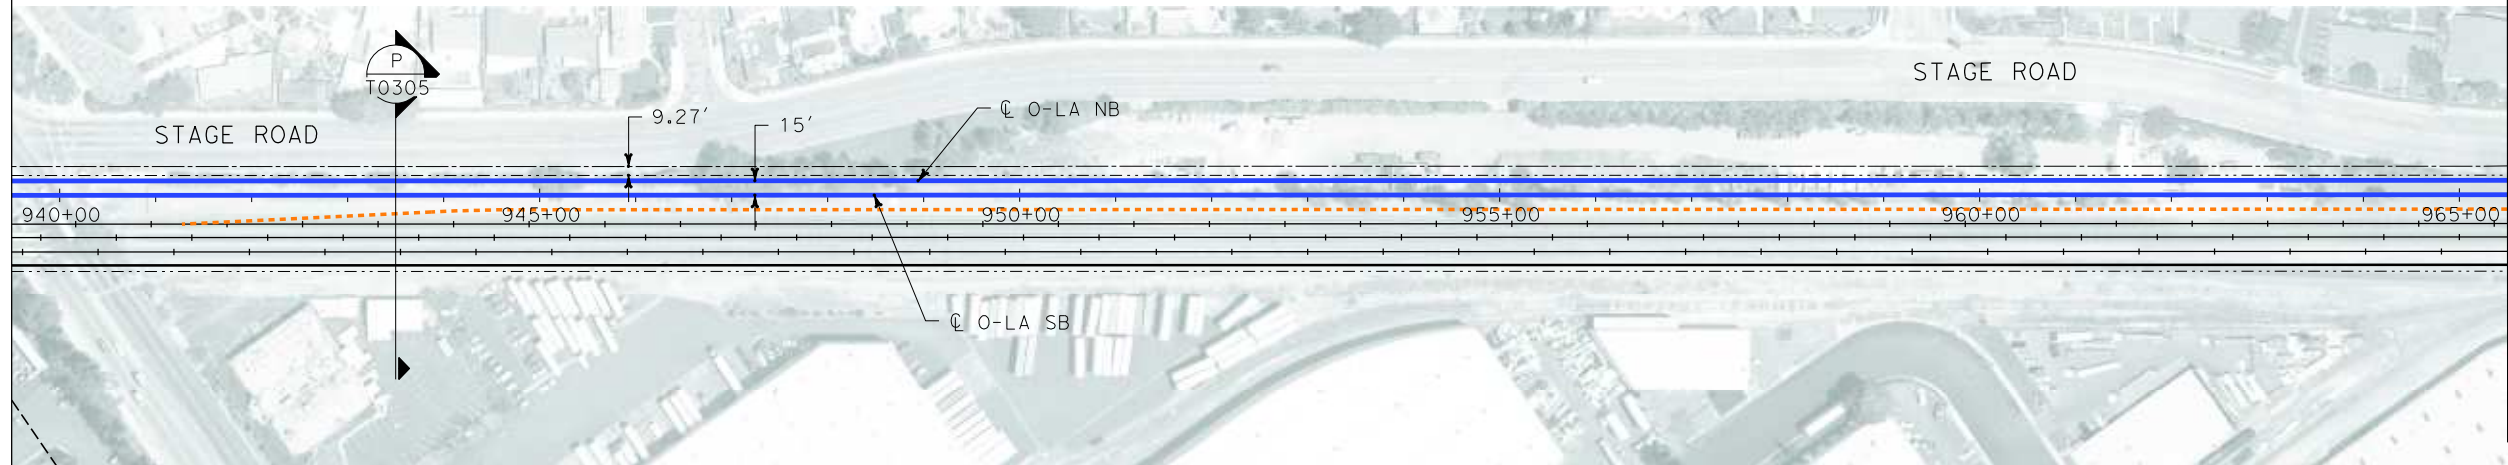 P
T0305
STAGE ROAD
STAGE ROAD
9.27'
15'
℄ O-LA NB
940+00
945+00
950+00
955+00
960+00
965+00
℄ O-LA SB